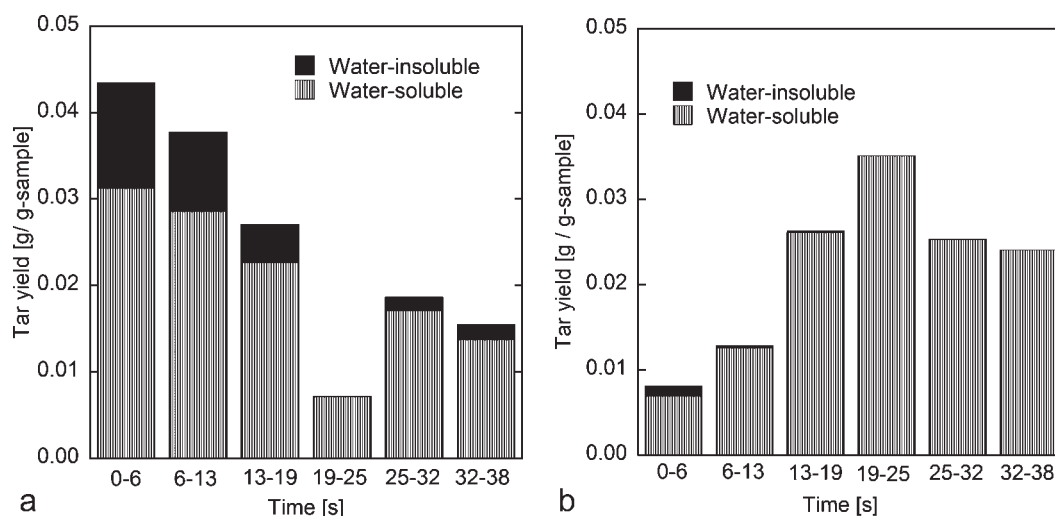 0.05
0.04
0.03
0.02
0.01
0.00
Tar yield [g/ g-sample]
Water-insoluble
Water-soluble
0-6 6-13 13-19 19-25 25-32 32-38
Time [s]
a
0.05
0.04
0.03
0.02
0.01
0.00
Tar yield [g / g-sample]
Water-insoluble
Water-soluble
0-6 6-13 13-19 19-25 25-32 32-38
Time [s]
b